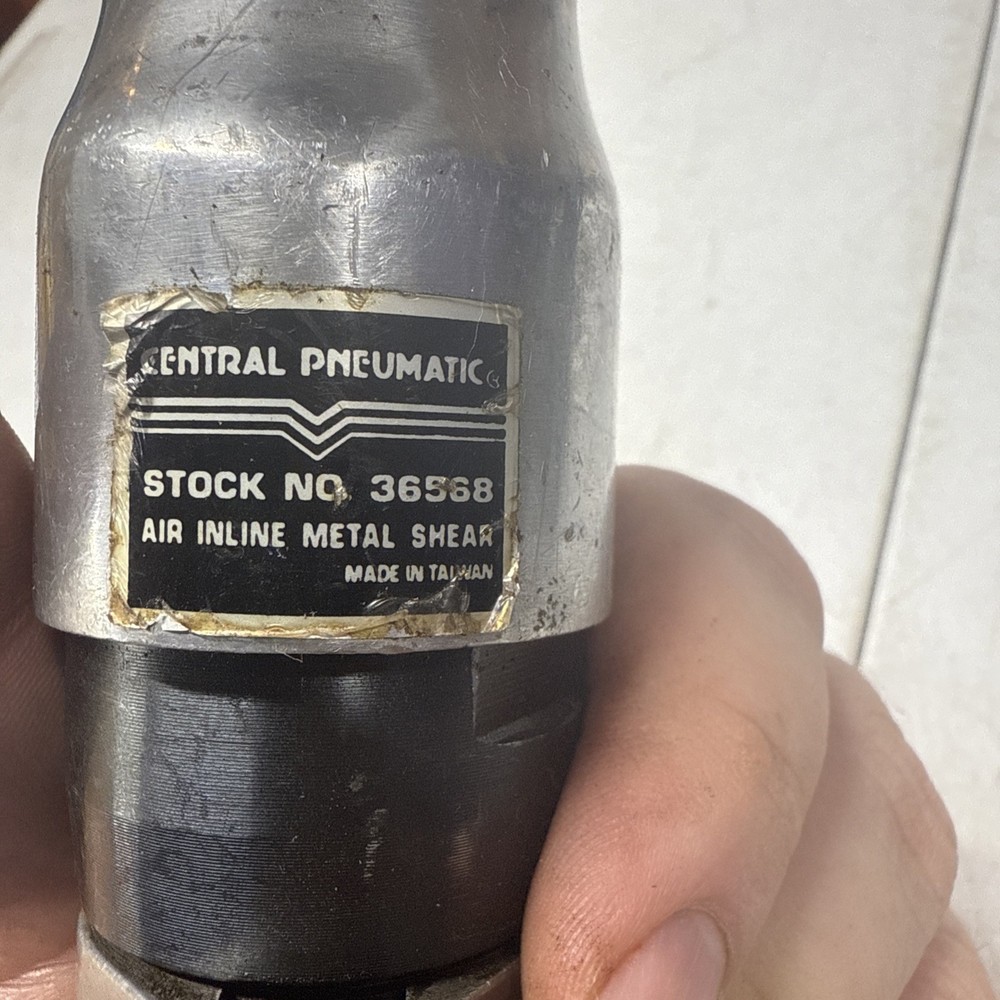 CENTRAL PNEUMATIC®
STOCK NO. 36568
AIR INLINE METAL SHEAR
MADE IN TAIWAN